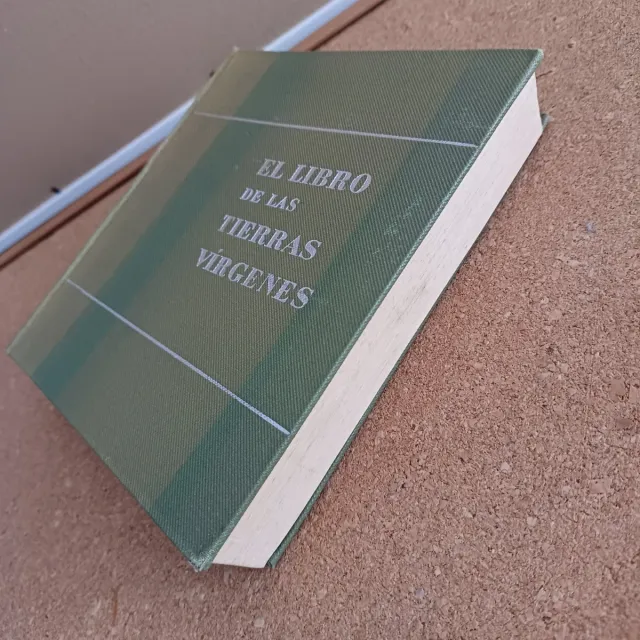 EL LIBRO
DE LAS
TIERRAS
VÍRGENES